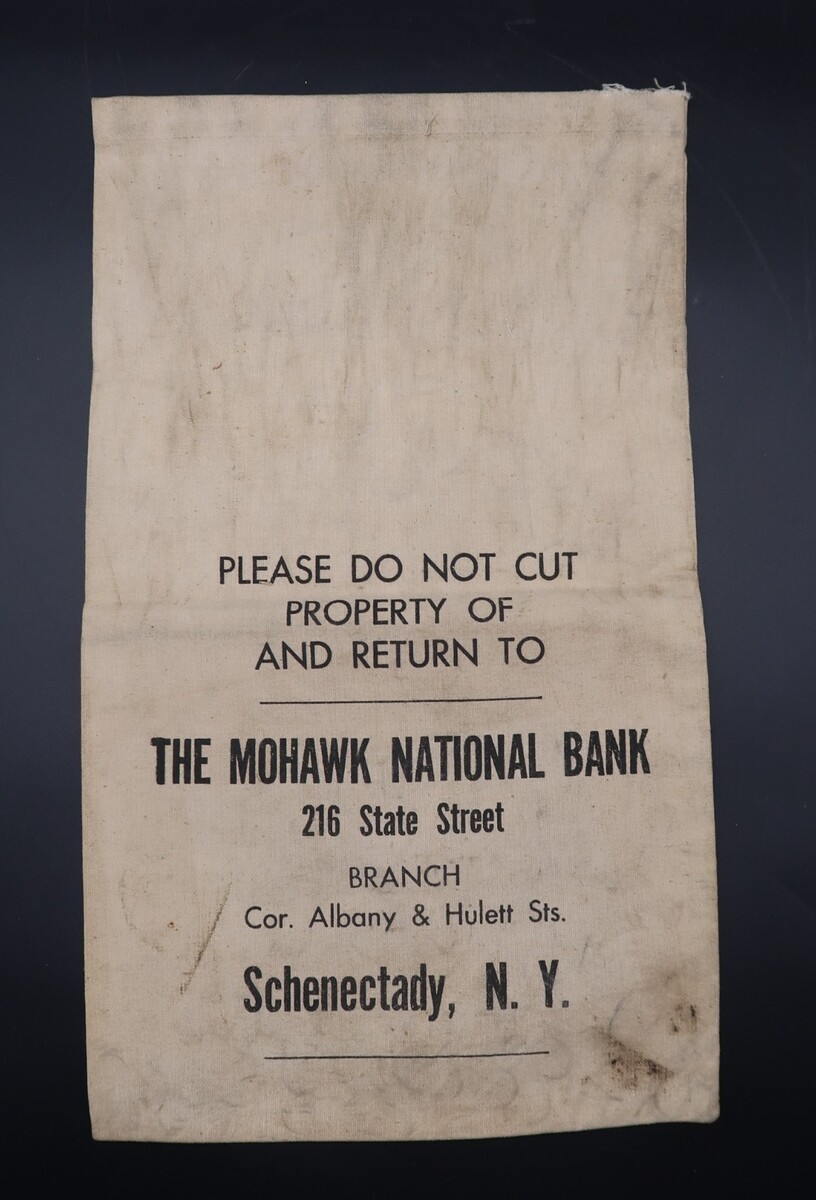 PLEASE DO NOT CUT
PROPERTY OF
AND RETURN TO
THE MOHAWK NATIONAL BANK
216 State Street
BRANCH
Cor. Albany & Hulett Sts.
Schenectady, N. Y.